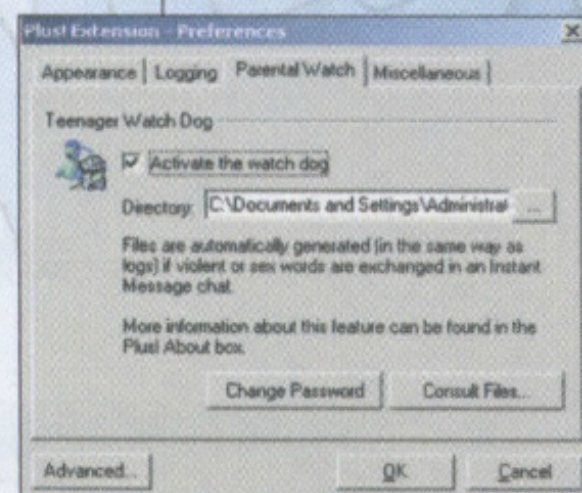 Plus! Extension - Preferences
Appearance | Logging | Parental Watch | Miscellaneous
Teenager Watch Dog
Activate the watch dog
Directory: C:\Documents and Settings\Administrat ...
Files are automatically generated (in the same way as
logs) if violent or sex words are exchanged in an Instant
Message chat.
More information about this feature can be found in the
Plus! About box.
Change Password Consult Files...
Advanced... OK Cancel